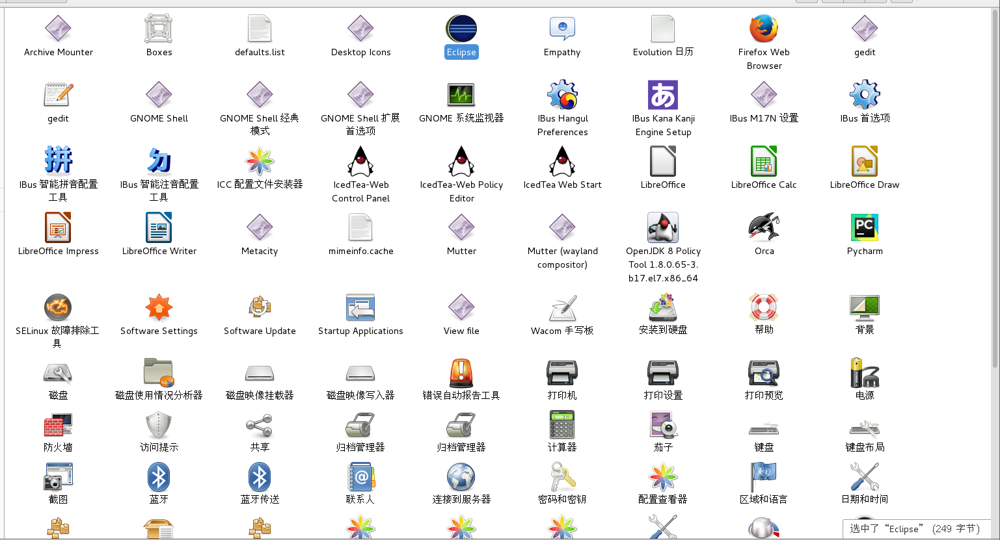 Archive Mounter
Boxes
defaults.list
Desktop Icons
Eclipse
Empathy
Evolution 日历
Firefox Web
Browser
gedit
gedit
GNOME Shell
GNOME Shell 经典
模式
GNOME Shell 扩展
首选项
GNOME 系统监视器
IBus Hangul
Preferences
あ
IBus Kana Kanji
Engine Setup
IBus M17N 设置
IBus 首选项
拼
IBus 智能拼音配置
工具
ㄉ
IBus 智能注音配置
工具
ICC 配置文件安装器
IcedTea-Web
Control Panel
IcedTea-Web Policy
Editor
IcedTea Web Start
LibreOffice
LibreOffice Calc
LibreOffice Draw
LibreOffice Impress
LibreOffice Writer
Metacity
mimeinfo.cache
Mutter
Mutter (wayland
compositor)
OpenJDK 8 Policy
Tool 1.8.0.65-3.
b17.el7.x86_64
Orca
PC
Pycharm
SELinux 故障排除工
具
Software Settings
Software Update
Startup Applications
View file
Wacom 手写板
安装到硬盘
帮助
背景
磁盘
磁盘使用情况分析器
磁盘映像挂载器
磁盘映像写入器
错误自动报告工具
打印机
打印设置
打印预览
电源
防火墙
访问提示
共享
归档管理器
归档管理器
计算器
茄子
键盘
键盘布局
截图
蓝牙
蓝牙传送
@
联系人
连接到服务器
密码和密钥
配置查看器
区域和语言
日期和时间
选中了“Eclipse” (249 字节)